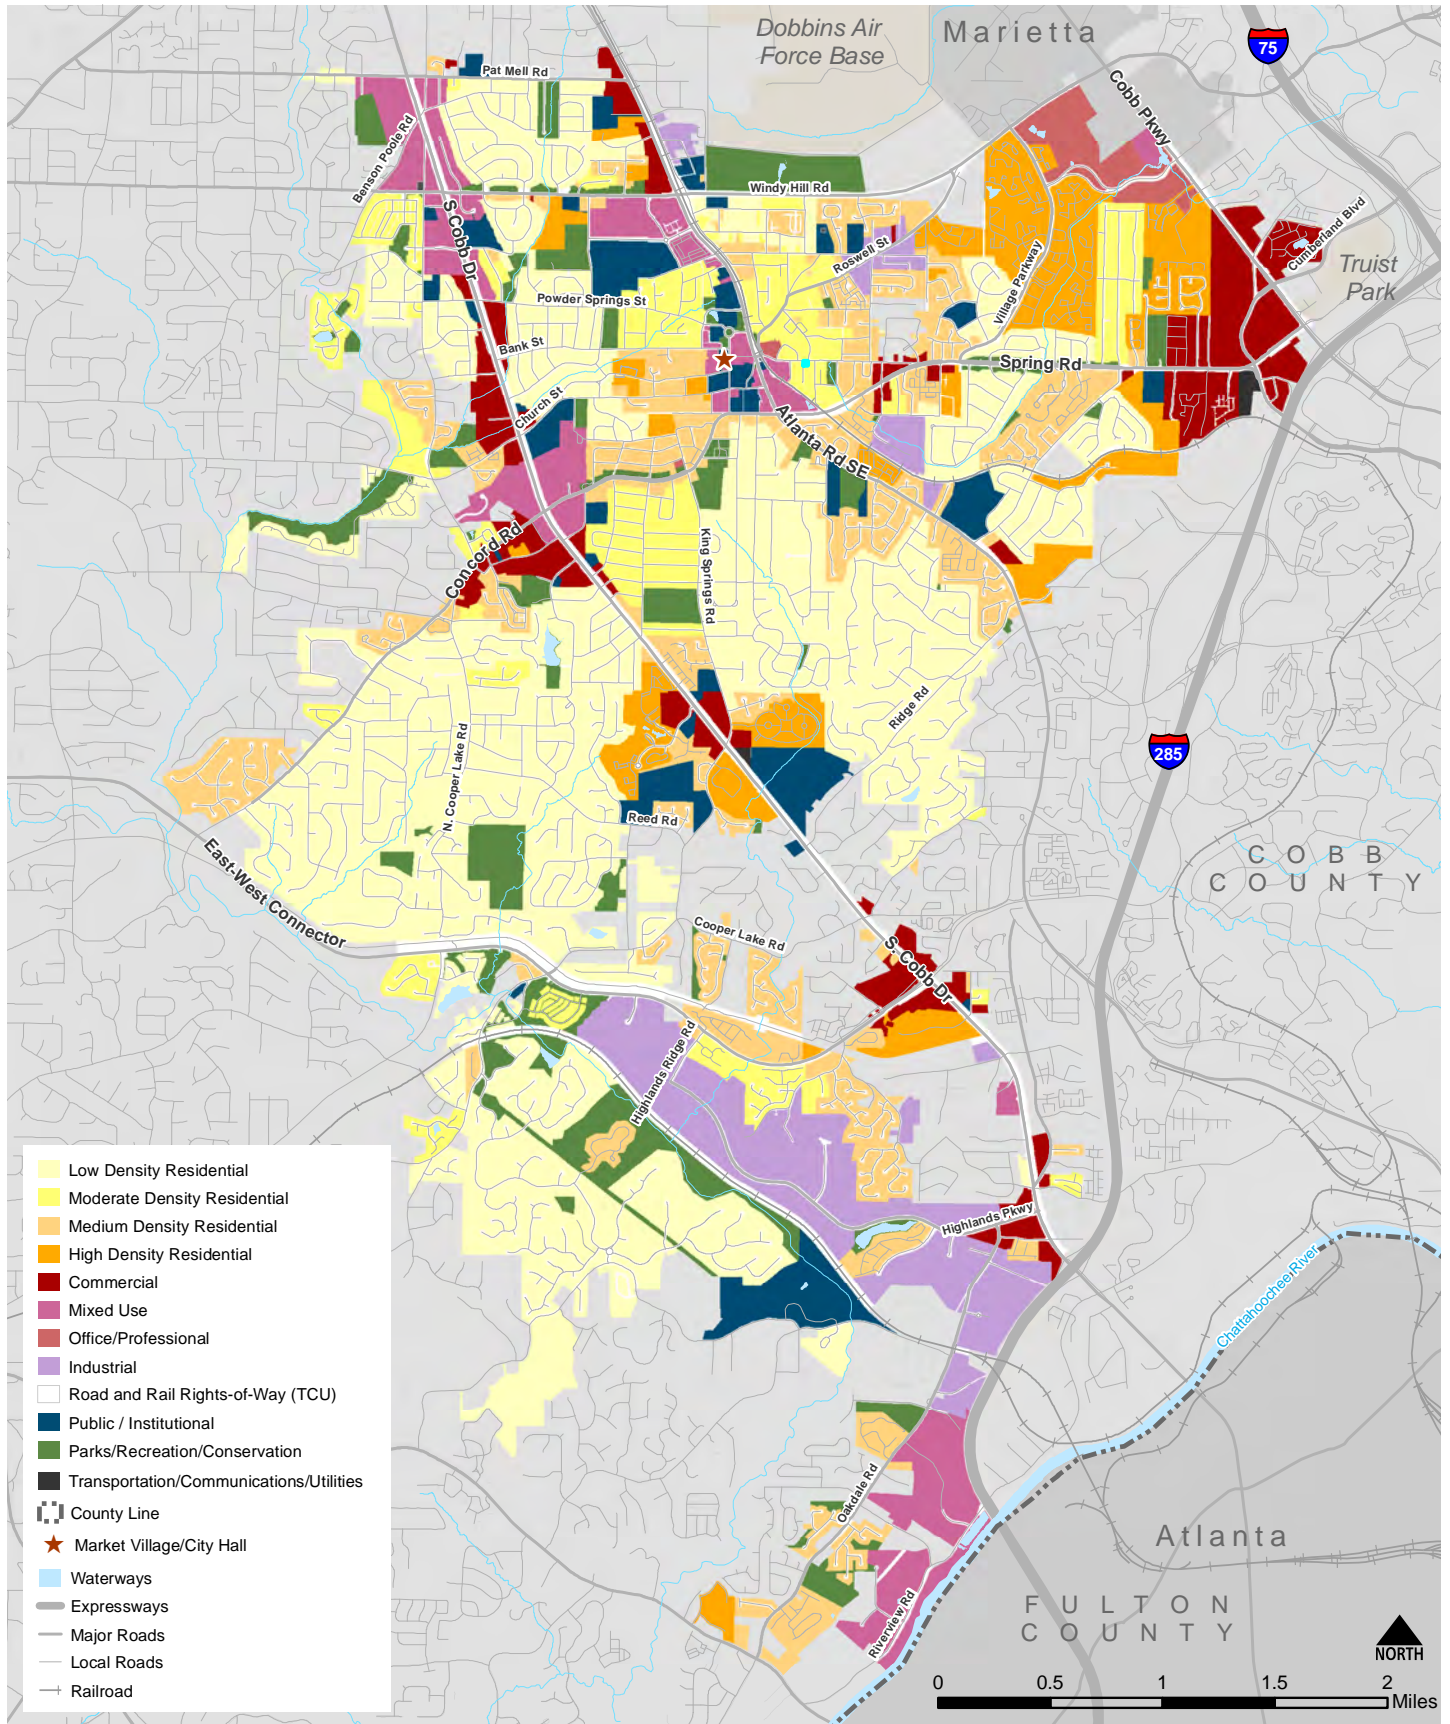 Dobbins Air
Force Base
Marietta
75
Pat Mell Rd
Cobb Pkwy
Benson Poole Rd
Windy Hill Rd
S Cobb Dr
Roswell St
Cumberland Blvd
Truist
Park
Village Parkway
Powder Springs St
Bank St
Spring Rd
Church St
Atlanta Rd SE
Concord Rd
King Springs Rd
Ridge Rd
N. Cooper Lake Rd
285
Reed Rd
East-West Connector
COBB
COUNTY
Cooper Lake Rd
S. Cobb Dr
Highlands Ridge Rd
Highlands Pkwy
Chattahoochee River
Oakdale Rd
Riverview Rd
Atlanta
FULTON
COUNTY
Low Density Residential
Moderate Density Residential
Medium Density Residential
High Density Residential
Commercial
Mixed Use
Office/Professional
Industrial
Road and Rail Rights-of-Way (TCU)
Public / Institutional
Parks/Recreation/Conservation
Transportation/Communications/Utilities
County Line
Market Village/City Hall
Waterways
Expressways
Major Roads
Local Roads
Railroad
NORTH
0 0.5 1 1.5 2
Miles